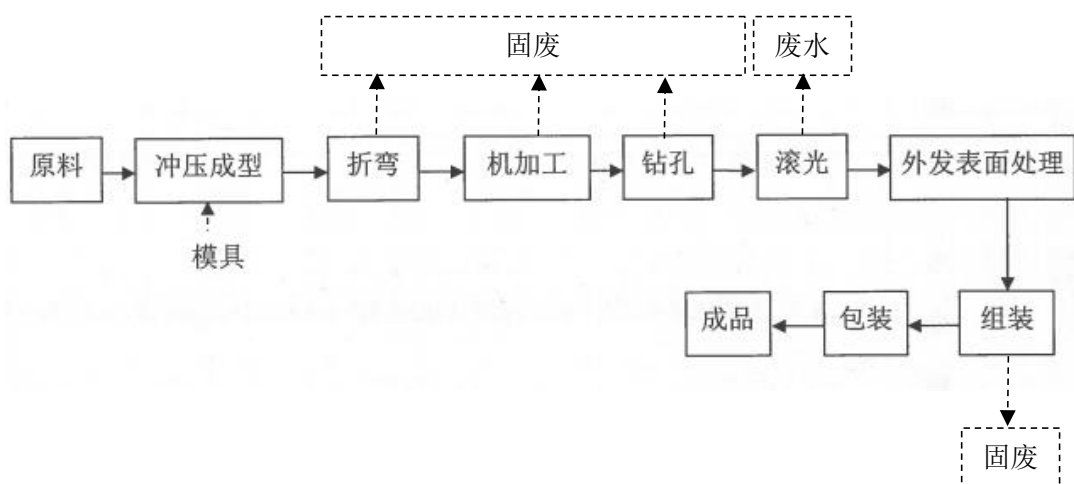 固废
废水
原料
冲压成型
折弯
机加工
钻孔
滚光
外发表面处理
模具
成品
包装
组装
固废